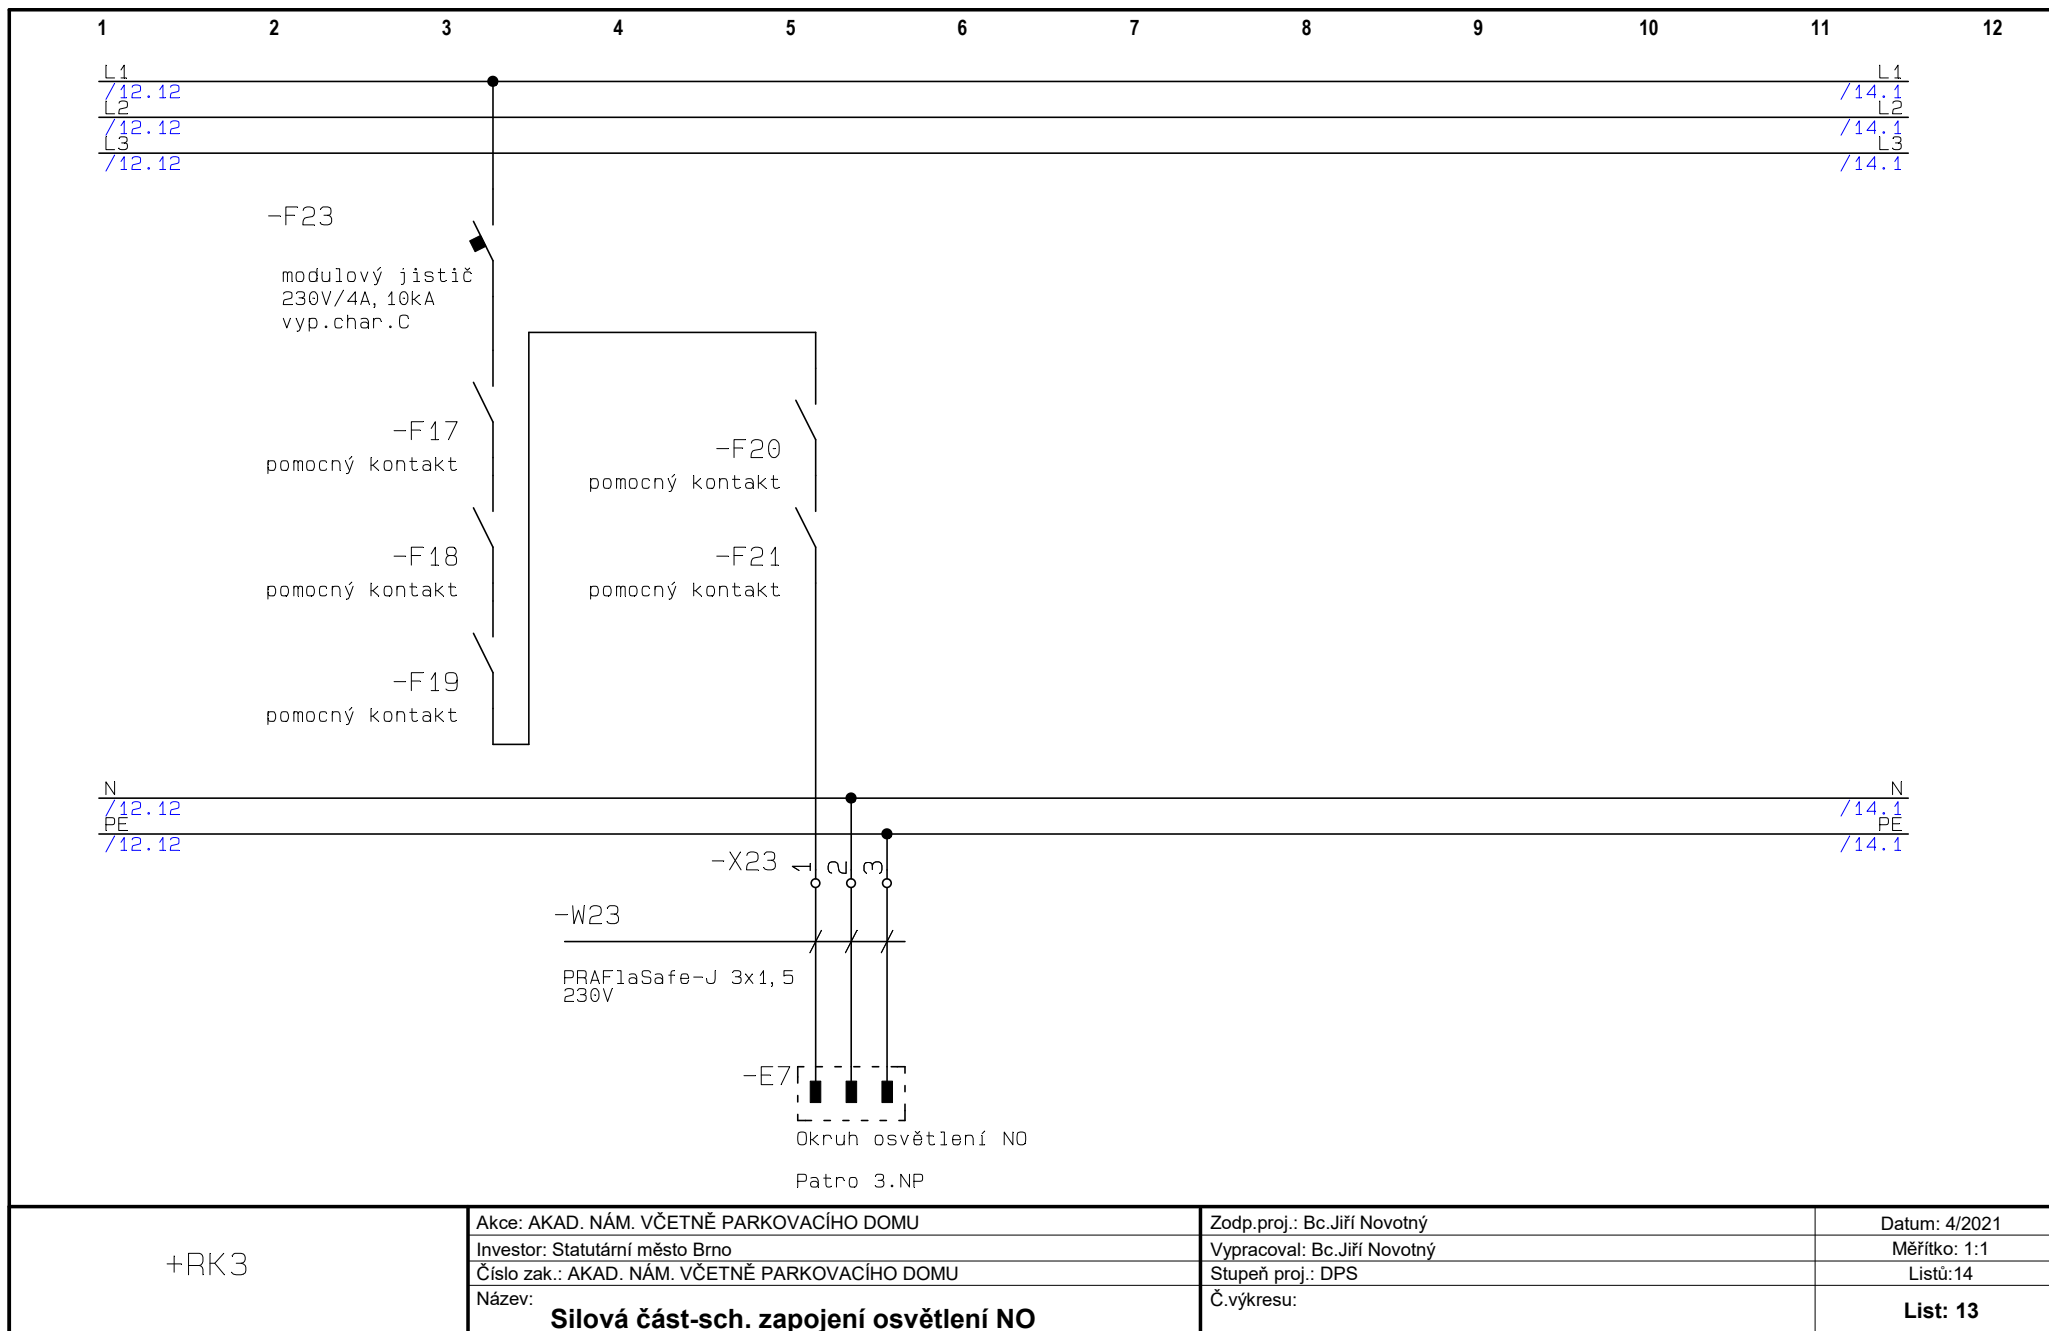 1 2 3 4 5 6 7 8 9 10 11 12
L1 L1
/12.12 /14.1
L2 L2
/12.12 /14.1
L3 L3
/12.12 /14.1
-F23
modulový jistič
230V/4A,10kA
vyp.char.C
-F17
pomocný kontakt
-F20
pomocný kontakt
-F18
pomocný kontakt
-F21
pomocný kontakt
-F19
pomocný kontakt
N N
/12.12 /14.1
PE PE
/12.12 /14.1
-X23 1 2 3
-W23
PRAFlaSafe-J 3x1,5
230V
-E7
Okruh osvětlení NO
Patro 3.NP
+RK3
Akce: AKAD. NÁM. VČETNĚ PARKOVACÍHO DOMU
Investor: Statutární město Brno
Číslo zak.: AKAD. NÁM. VČETNĚ PARKOVACÍHO DOMU
Název:
Silová část-sch. zapojení osvětlení NO
Zodp.proj.: Bc.Jiří Novotný
Vypracoval: Bc.Jiří Novotný
Stupeň proj.: DPS
Č.výkresu:
Datum: 4/2021
Měřítko: 1:1
Listů:14
List: 13